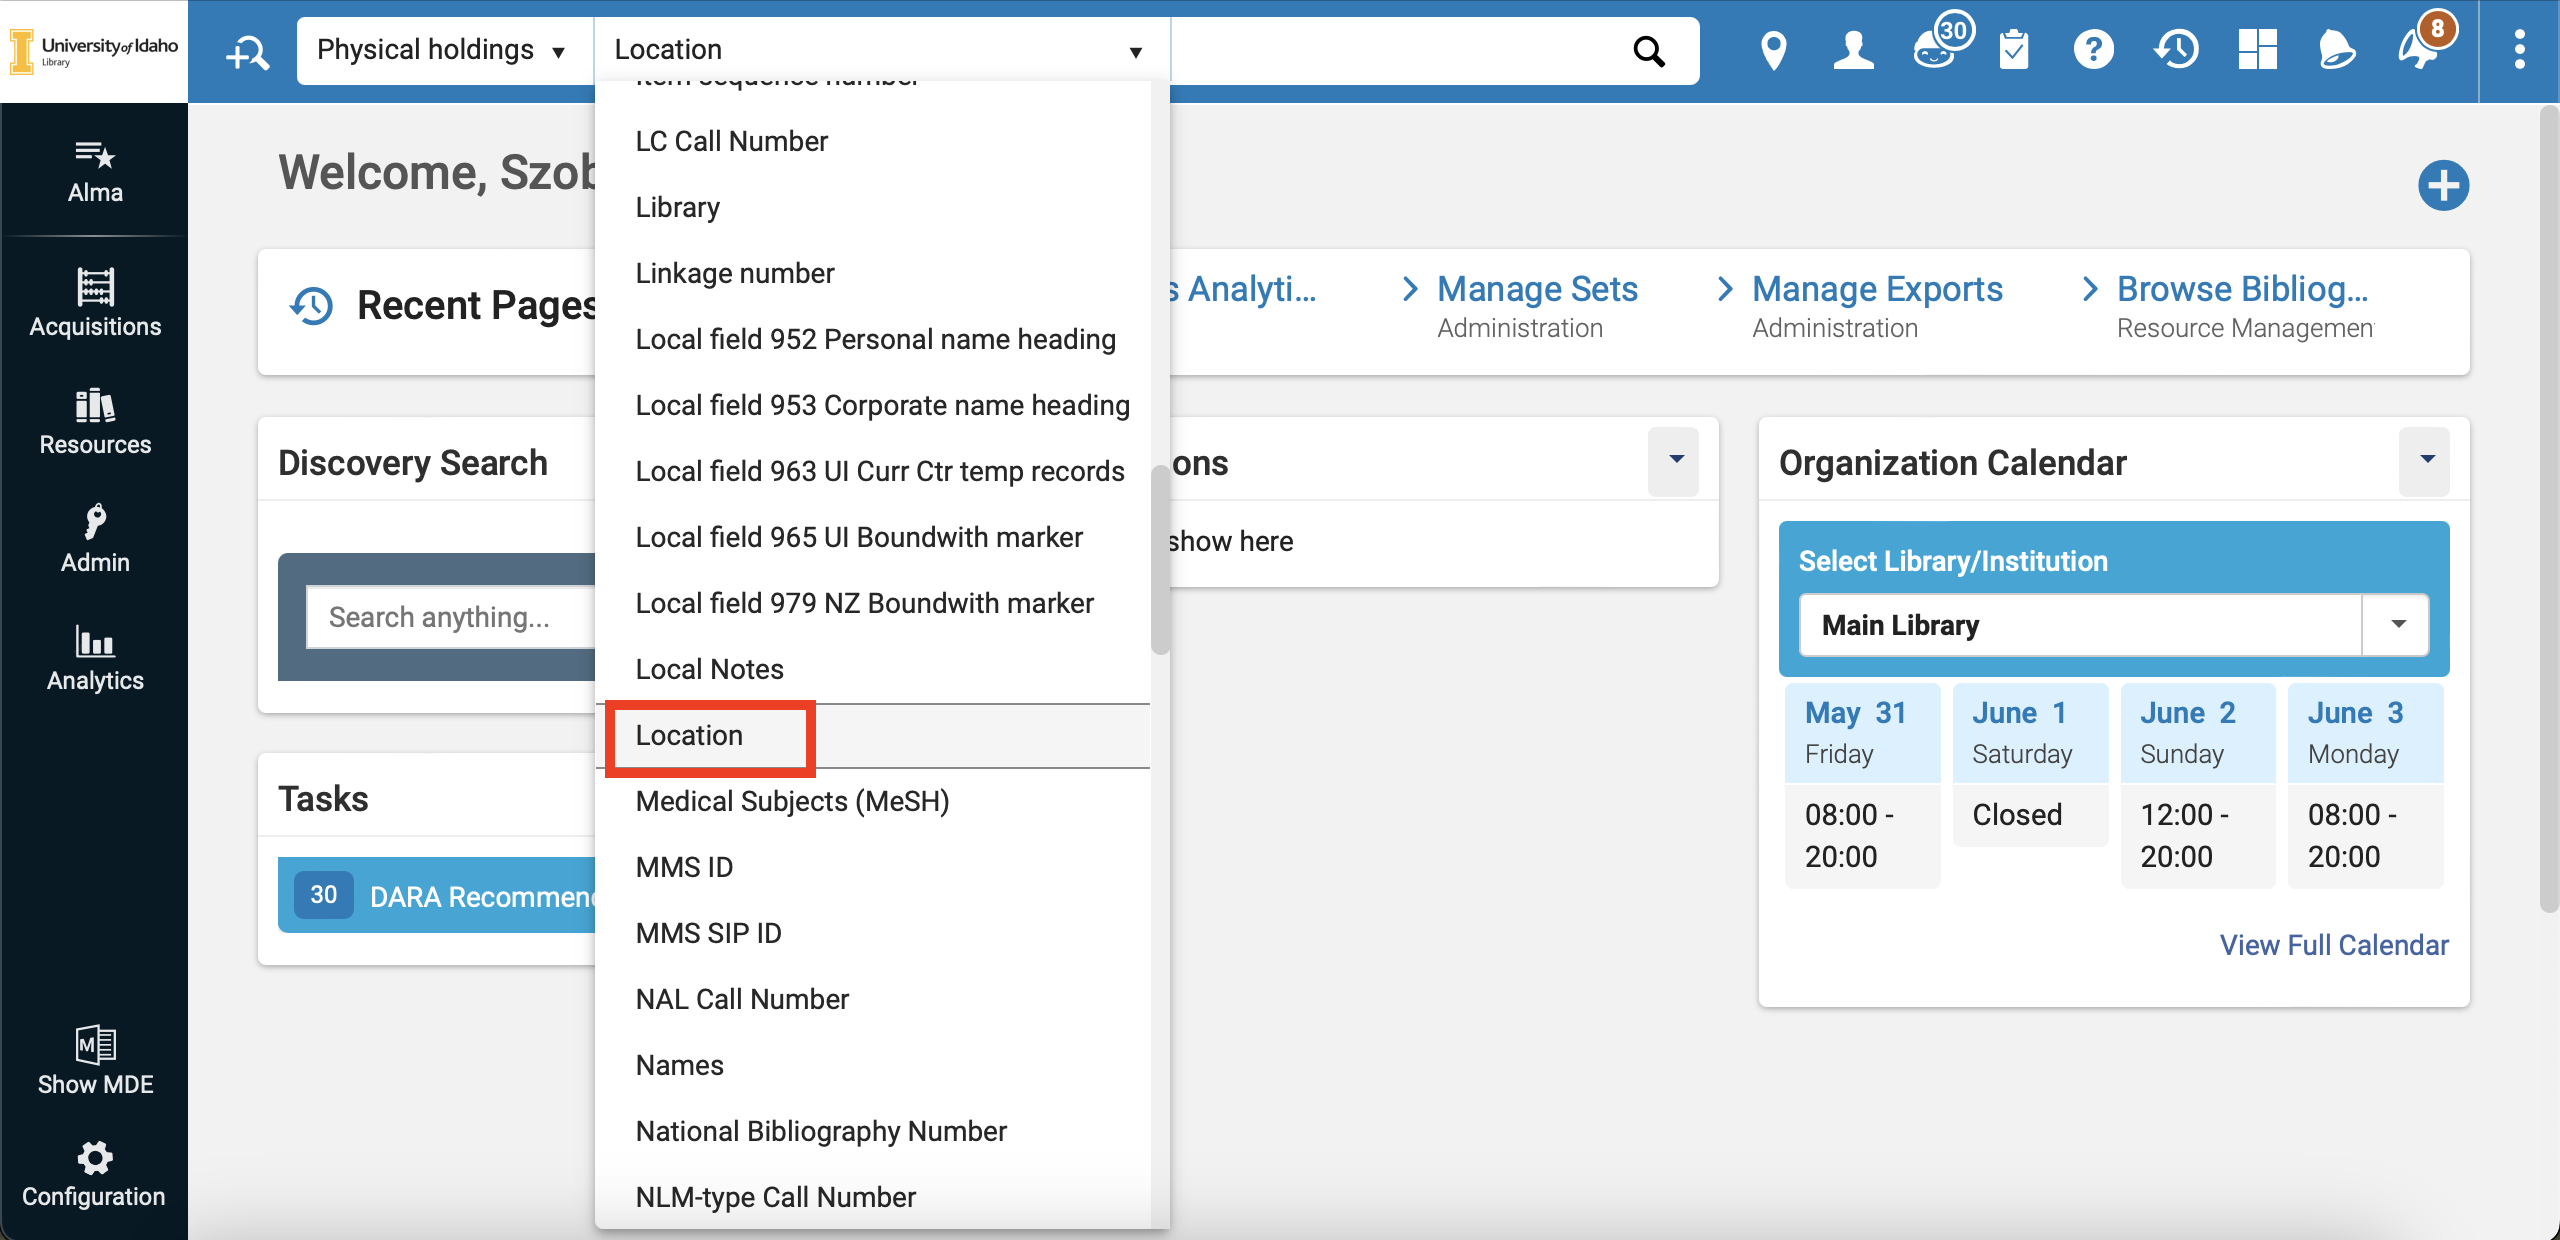 University of Idaho
Library
Physical holdings
Location
30
8
Item sequence number
LC Call Number
Library
Linkage number
Local field 952 Personal name heading
Local field 953 Corporate name heading
Local field 963 UI Curr Ctr temp records
Local field 965 UI Boundwith marker
Local field 979 NZ Boundwith marker
Local Notes
Location
Medical Subjects (MeSH)
MMS ID
MMS SIP ID
NAL Call Number
Names
National Bibliography Number
NLM-type Call Number
Alma
Acquisitions
Resources
Admin
Analytics
M
Show MDE
Configuration
Welcome, Szob
Recent Pages
s Analyti...
Manage Sets
Administration
Manage Exports
Administration
Browse Bibliog...
Resource Managemen
Discovery Search
Search anything...
ons
show here
Tasks
30 DARA Recommend
Organization Calendar
Select Library/Institution
Main Library
May 31
Friday
08:00 -
20:00
June 1
Saturday
Closed
June 2
Sunday
12:00 -
20:00
June 3
Monday
08:00 -
20:00
View Full Calendar